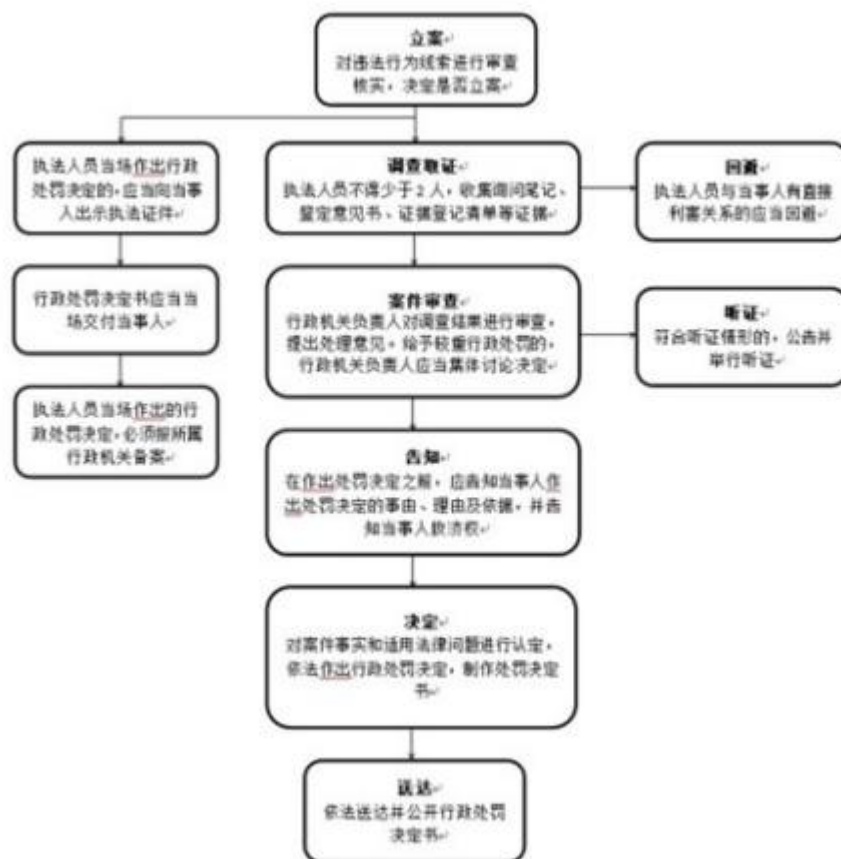 立案
对违法行为线索进行审查
核实，决定是否立案
执法人员当场作出行政
处罚决定的，应当向当事
人出示执法证件
调查取证
执法人员不得少于2人，收集询问笔记、
鉴定意见书、证据登记清单等证据
回避
执法人员与当事人有直接
利害关系的应当回避
行政处罚决定书应当当
场交付当事人
案件审查
行政机关负责人对调查结果进行审查，
提出处理意见。给予较重行政处罚的，
行政机关负责人应当集体讨论决定
听证
符合听证情形的，公告并
举行听证
执法人员当场作出的行
政处罚决定，必须报所属
行政机关备案
告知
在作出处罚决定之前，应告知当事人作
出处罚决定的事由、理由及依据，并告
知当事人救济权
决定
对案件事实和适用法律问题进行认定，
依法作出行政处罚决定，制作处罚决定
书
送达
依法送达并公开行政处罚
决定书